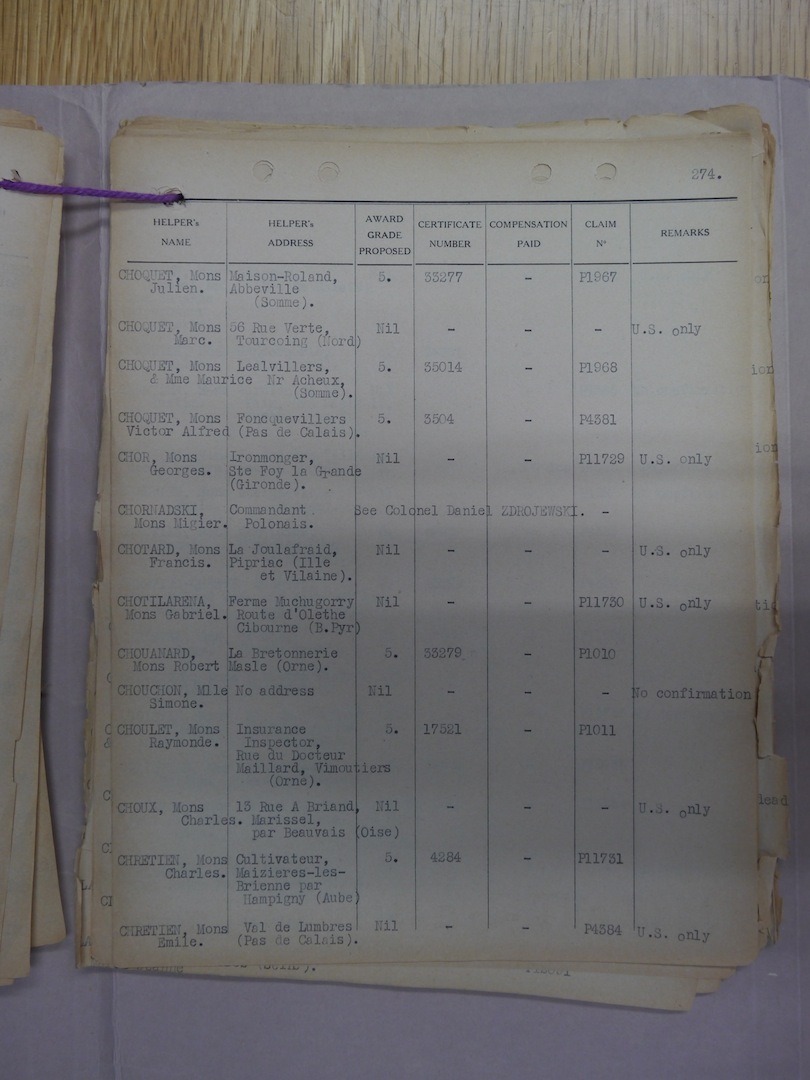 274.
HELPER's NAME HELPER's ADDRESS AWARD GRADE PROPOSED CERTIFICATE NUMBER COMPENSATION PAID CLAIM Nº REMARKS
CHOQUET, Mons Maison-Roland, 5. 33277 - P1967
Julien. Abbeville
(Somme).
CHOQUET, Mons 56 Rue Verte, Nil - - - U.S. only
Marc. Tourcoing (Nord)
CHOQUET, Mons Lealvillers, 5. 35014 - P1968
& Mme Maurice Nr Acheux,
(Somme).
CHOQUET, Mons Foncquevillers 5. 3504 - P4381
Victor Alfred (Pas de Calais).
CHOR, Mons Ironmonger, Nil - - P11729 U.S. only
Georges. Ste Foy la Grande
(Gironde).
CHORNADSKI, Commandant See Colonel Daniel ZDROJEWSKI. -
Mons Migier. Polonais.
CHOTARD, Mons La Joulafraid, Nil - - - U.S. only
Francis. Pipriac (Ille
et Vilaine).
CHOTILARENA, Ferme Muchugorry Nil - - P11730 U.S. only
Mons Gabriel. Route d'Olethe
Cibourne (B.Pyr)
CHOUANARD, La Bretonnerie 5. 33279 - P1010
Mons Robert Masle (Orne).
CHOUCHON, Mlle No address Nil - - - No confirmation
Simone.
CHOULET, Mons Insurance 5. 17521 - P1011
Raymonde. Inspector,
Rue du Docteur
Maillard, Vimoutiers
(Orne).
CHOUX, Mons 13 Rue A Briand, Nil - - - U.S. only
Charles. Marissel,
par Beauvais (Oise)
CHRETIEN, Mons Cultivateur, 5. 4284 - P11731
Charles. Maizieres-les-
Brienne par
Hampigny (Aube)
CHRETIEN, Mons Val de Lumbres Nil - - P4384 U.S. only
Emile. (Pas de Calais).